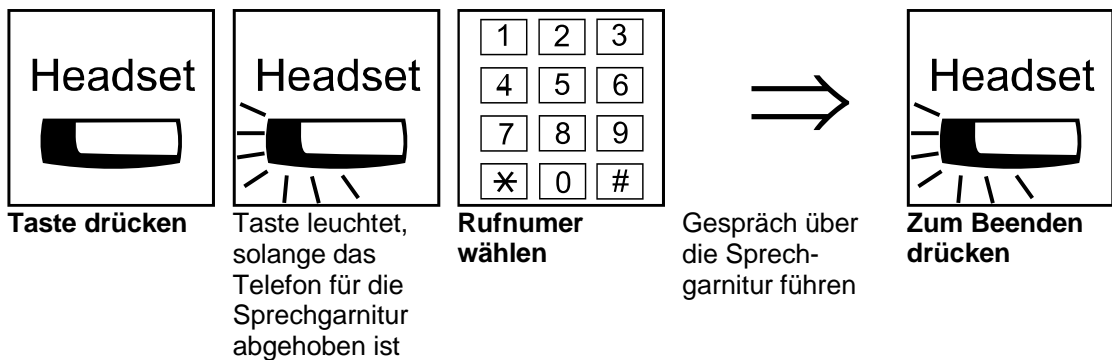 Headset
Taste drücken
Headset
Taste leuchtet,
solange das
Telefon für die
Sprechgarnitur
abgehoben ist
1 2 3
4 5 6
7 8 9
* 0 #
Rufnumer
wählen
Gespräch über
die Sprech-
garnitur führen
Headset
Zum Beenden
drücken